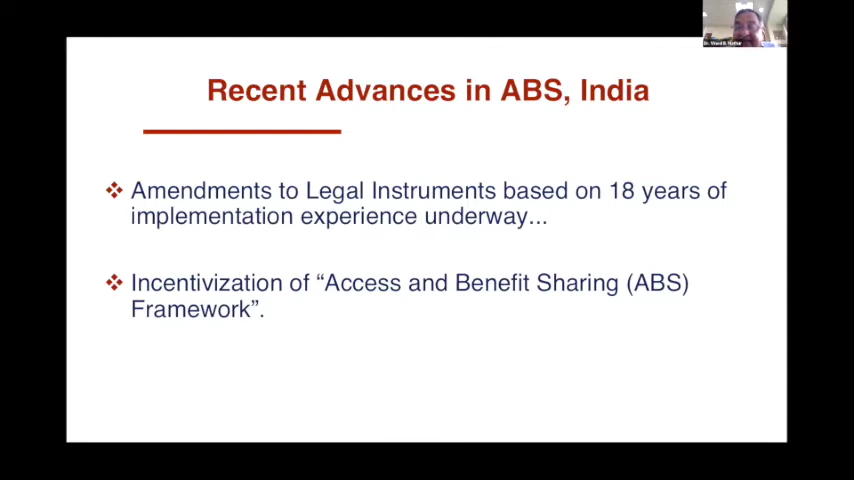 Recent Advances in ABS, India
❖ Amendments to Legal Instruments based on 18 years of
implementation experience underway...
❖ Incentivization of “Access and Benefit Sharing (ABS)
Framework”.
Dr.